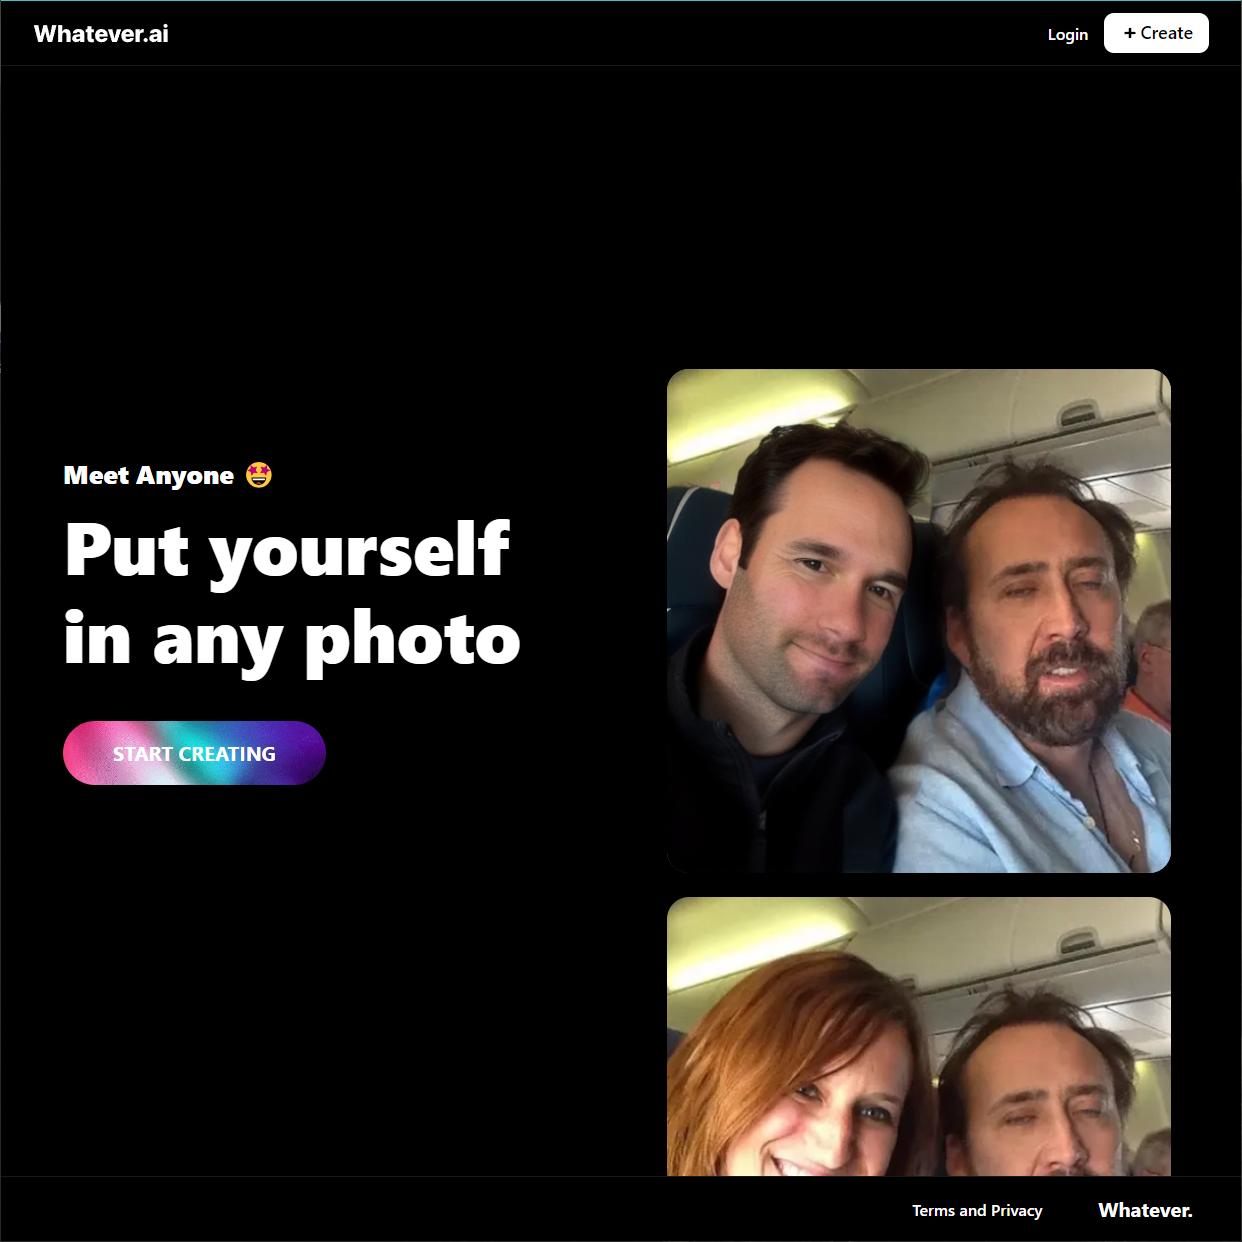 Whatever.ai
Login
+ Create
Meet Anyone 🤩
Put yourself
in any photo
START CREATING
Terms and Privacy
Whatever.